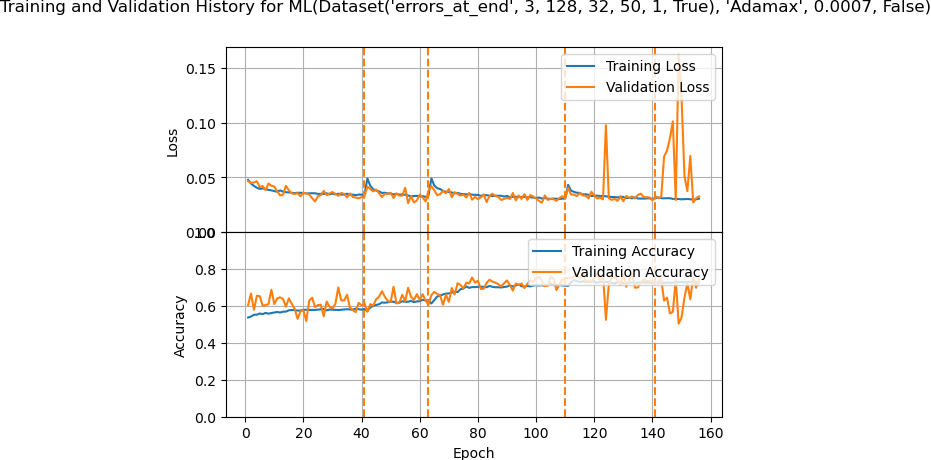 Training and Validation History for ML(Dataset('errors_at_end', 3, 128, 32, 50, 1, True), 'Adamax', 0.0007, False)
0.15
0.10
0.05
0.00
Loss
Training Loss
Validation Loss
1.0
0.8
0.6
0.4
0.2
0.0
Accuracy
Training Accuracy
Validation Accuracy
0 20 40 60 80 100 120 140 160
Epoch